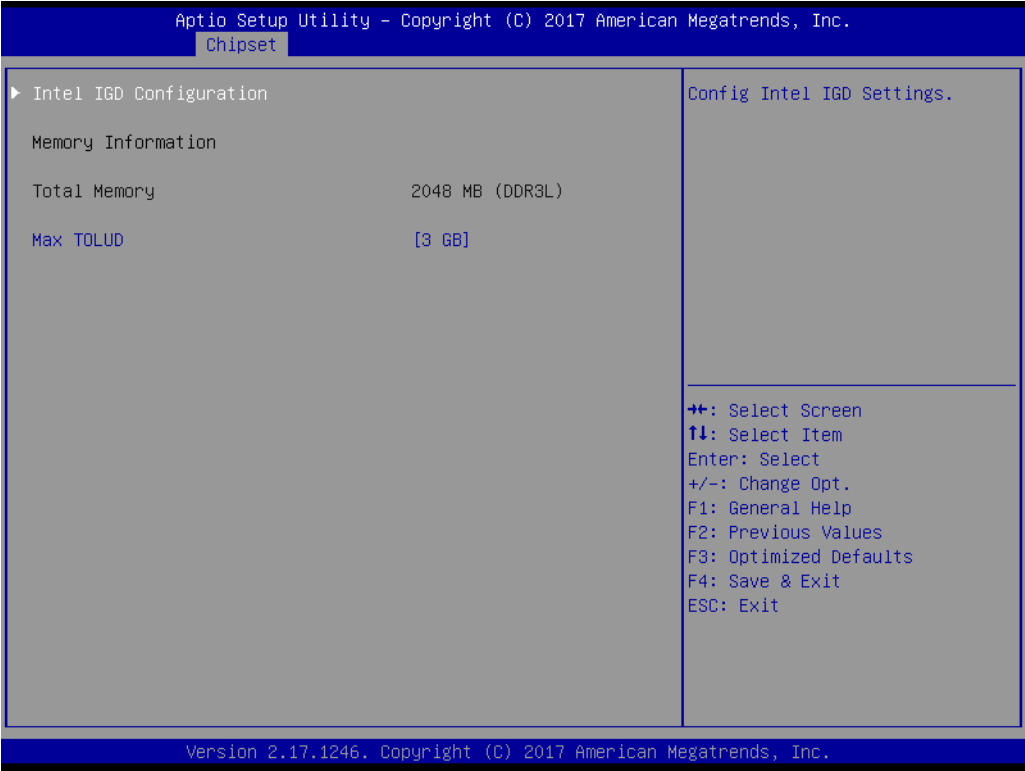 Aptio Setup Utility – Copyright (C) 2017 American Megatrends, Inc.
Chipset
Intel IGD Configuration
Memory Information
Total Memory 2048 MB (DDR3L)
Max TOLUD [3 GB]
Config Intel IGD Settings.
→←: Select Screen
↑↓: Select Item
Enter: Select
+/-: Change Opt.
F1: General Help
F2: Previous Values
F3: Optimized Defaults
F4: Save & Exit
ESC: Exit
Version 2.17.1246. Copyright (C) 2017 American Megatrends, Inc.